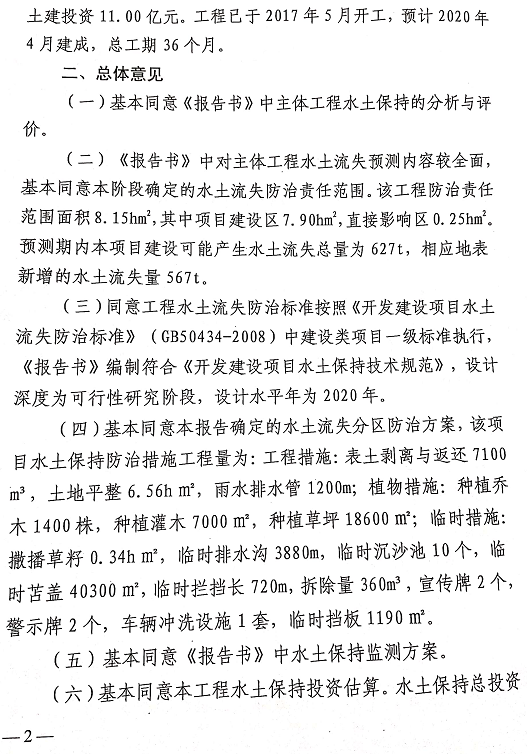 土建投资 11.00 亿元。工程已于 2017 年 5 月开工，预计 2020 年
4 月建成，总工期 36 个月。
二、总体意见
（一）基本同意《报告书》中主体工程水土保持的分析与评
价。
（二）《报告书》中对主体工程水土流失预测内容较全面，
基本同意本阶段确定的水土流失防治责任范围。该工程防治责任
范围面积 8.15hm²，其中项目建设区 7.90hm²，直接影响区 0.25hm²。
预测期内本项目建设可能产生水土流失总量为 627t，相应地表
新增的水土流失量 567t。
（三）同意工程水土流失防治标准按照《开发建设项目水土
流失防治标准》（GB50434-2008）中建设类项目一级标准执行，
《报告书》编制符合《开发建设项目水土保持技术规范》，设计
深度为可行性研究阶段，设计水平年为 2020 年。
（四）基本同意本报告确定的水土流失分区防治方案，该项
目水土保持防治措施工程量为：工程措施：表土剥离与返还 7100
m³，土地平整 6.56h m²，雨水排水管 1200m；植物措施：种植乔
木 1400 株，种植灌木 7000 m²，种植草坪 18600 m²；临时措施：
撒播草籽 0.34h m²，临时排水沟 3880m，临时沉沙池 10 个，临
时苫盖 40300 m²，临时拦挡长 720m，拆除量 360m³，宣传牌 2 个，
警示牌 2 个，车辆冲洗设施 1 套，临时挡板 1190 m²。
（五）基本同意《报告书》中水土保持监测方案。
（六）基本同意本工程水土保持投资估算。水土保持总投资
—2—